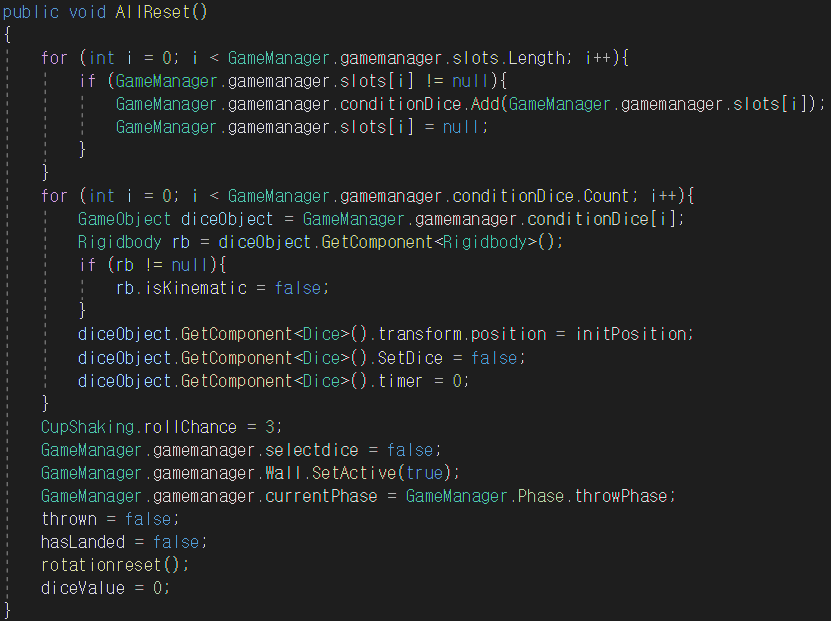 public void AllReset()
{
    for (int i = 0; i < GameManager.gamemanager.slots.Length; i++){
        if (GameManager.gamemanager.slots[i] != null){
            GameManager.gamemanager.conditionDice.Add(GameManager.gamemanager.slots[i]);
            GameManager.gamemanager.slots[i] = null;
        }
    }
    for (int i = 0; i < GameManager.gamemanager.conditionDice.Count; i++){
        GameObject diceObject = GameManager.gamemanager.conditionDice[i];
        Rigidbody rb = diceObject.GetComponent<Rigidbody>();
        if (rb != null){
            rb.isKinematic = false;
        }
        diceObject.GetComponent<Dice>().transform.position = initPosition;
        diceObject.GetComponent<Dice>().SetDice = false;
        diceObject.GetComponent<Dice>().timer = 0;
    }
    CupShaking.rollChance = 3;
    GameManager.gamemanager.selectdice = false;
    GameManager.gamemanager.Wall.SetActive(true);
    GameManager.gamemanager.currentPhase = GameManager.Phase.throwPhase;
    thrown = false;
    hasLanded = false;
    rotationreset();
    diceValue = 0;
}